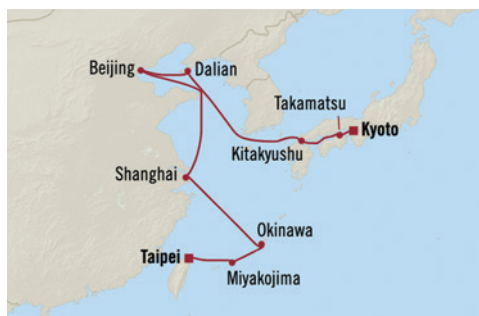 Beijing
Dalian
Takamatsu
Kyoto
Kitakyushu
Shanghai
Okinawa
Taipei
Miyakojima